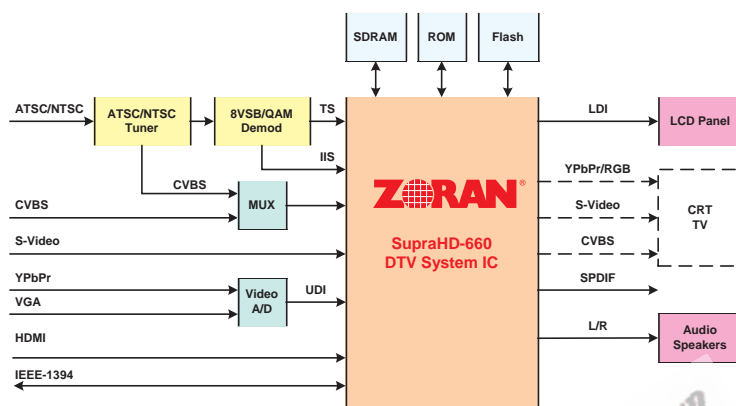 SDRAM
ROM
Flash
ATSC/NTSC
ATSC/NTSC
Tuner
8VSB/QAM
Demod
TS
IIS
CVBS
CVBS
MUX
S-Video
YPbPr
VGA
Video
A/D
UDI
HDMI
IEEE-1394
ZORAN®
SupraHD-660
DTV System IC
LDI
LCD Panel
YPbPr/RGB
S-Video
CVBS
CRT
TV
SPDIF
L/R
Audio
Speakers